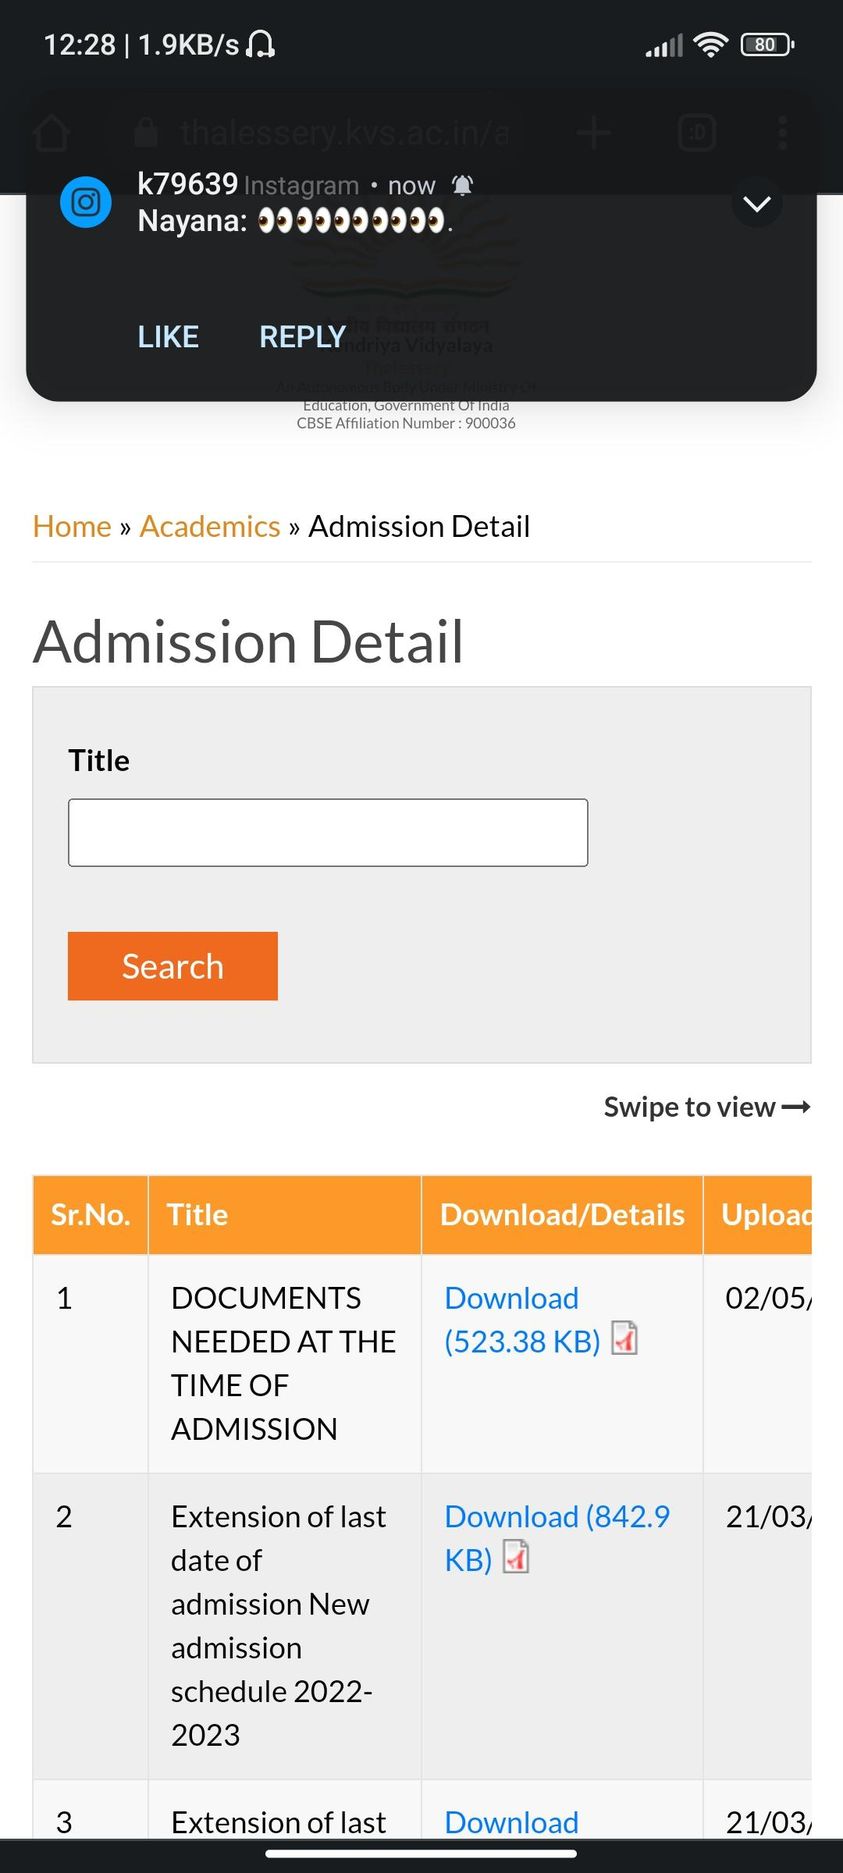 12:28 | 1.9KB/s
80
thalessery.kvs.ac.in/a
:D
k79639 Instagram • now
Nayana: 👀👀👀👀👀.
LIKE REPLY
केन्द्रीय विद्यालय संगठन
Kendriya Vidyalaya
Thalessery
An Autonomous Body Under Ministry Of
Education, Government Of India
CBSE Affiliation Number : 900036
Home » Academics » Admission Detail
Admission Detail
Title
Search
Swipe to view
Sr.No. Title Download/Details Upload
1 DOCUMENTS Download 02/05/
NEEDED AT THE (523.38 KB)
TIME OF
ADMISSION
2 Extension of last Download (842.9 21/03/
date of KB)
admission New
admission
schedule 2022-
2023
3 Extension of last Download 21/03/